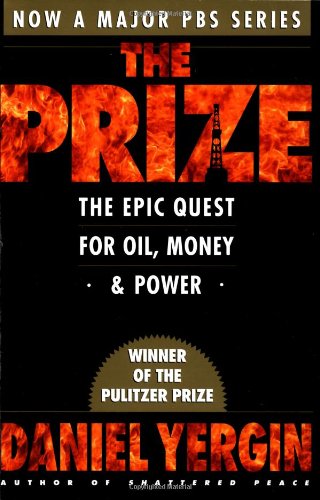 NOW A MAJOR PBS SERIES
THE
PRIZE
THE EPIC QUEST
FOR OIL, MONEY
· & POWER ·
WINNER
OF THE
PULITZER PRIZE
DANIEL YERGIN
AUTHOR OF SHATTERED PEACE